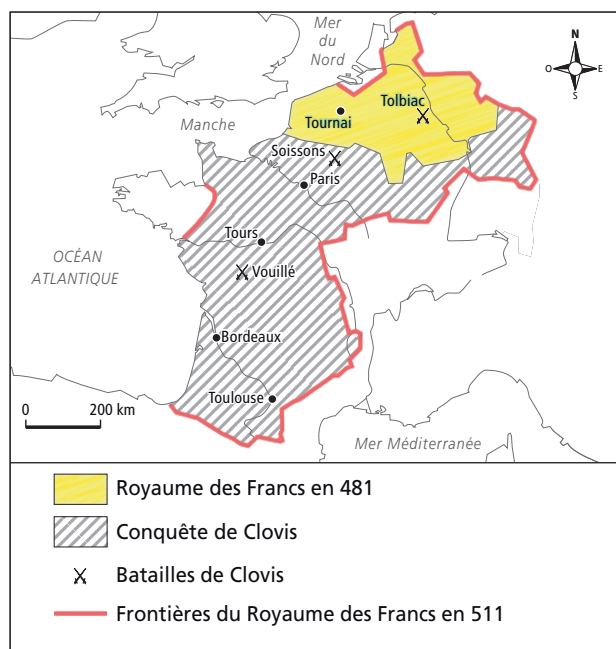 Mer
du
Nord
N
O
E
S
Tolbiac
Tournai
Manche
Soissons
Paris
Tours
OCÉAN
ATLANTIQUE
Vouillé
Bordeaux
Toulouse
0 200 km
Mer Méditerranée
Royaume des Francs en 481
Conquête de Clovis
Batailles de Clovis
Frontières du Royaume des Francs en 511